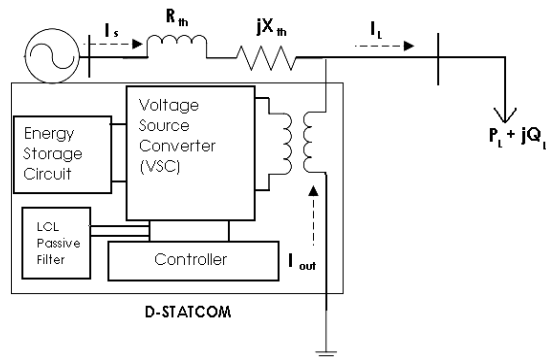 I s
R th
jX th
I L
P L + jQ L
Voltage
Source
Converter
(VSC)
Energy
Storage
Circuit
LCL
Passive
Filter
Controller
I out
D-STATCOM